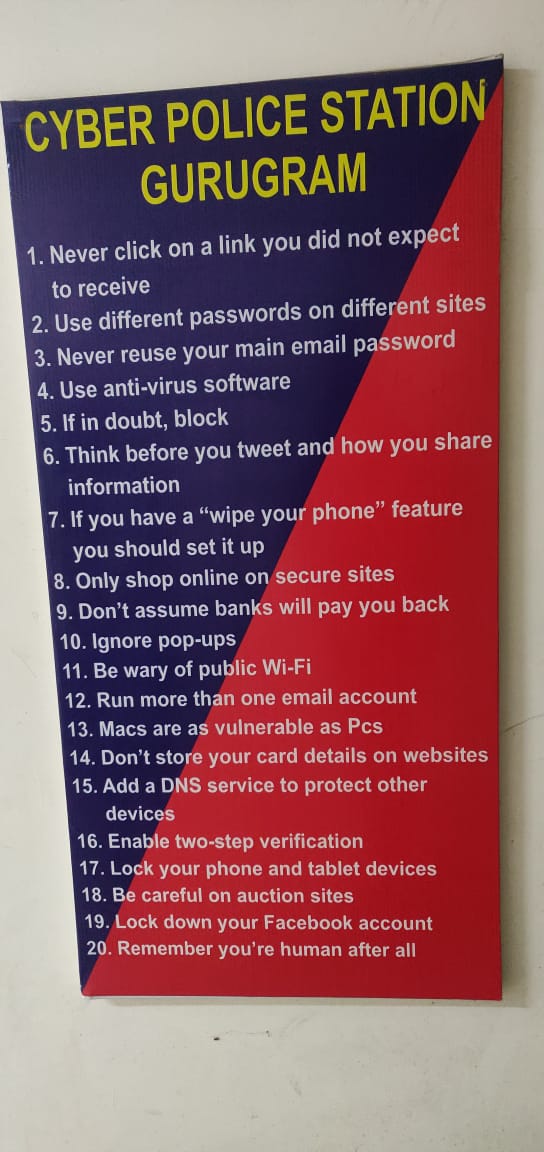 CYBER POLICE STATION
GURUGRAM
1. Never click on a link you did not expect
to receive
2. Use different passwords on different sites
3. Never reuse your main email password
4. Use anti-virus software
5. If in doubt, block
6. Think before you tweet and how you share
information
7. If you have a “wipe your phone” feature
you should set it up
8. Only shop online on secure sites
9. Don’t assume banks will pay you back
10. Ignore pop-ups
11. Be wary of public Wi-Fi
12. Run more than one email account
13. Macs are as vulnerable as Pcs
14. Don’t store your card details on websites
15. Add a DNS service to protect other
devices
16. Enable two-step verification
17. Lock your phone and tablet devices
18. Be careful on auction sites
19. Lock down your Facebook account
20. Remember you’re human after all